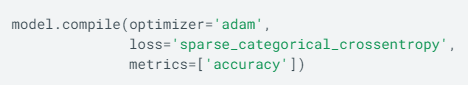 model.compile(optimizer='adam',
              loss='sparse_categorical_crossentropy',
              metrics=['accuracy'])